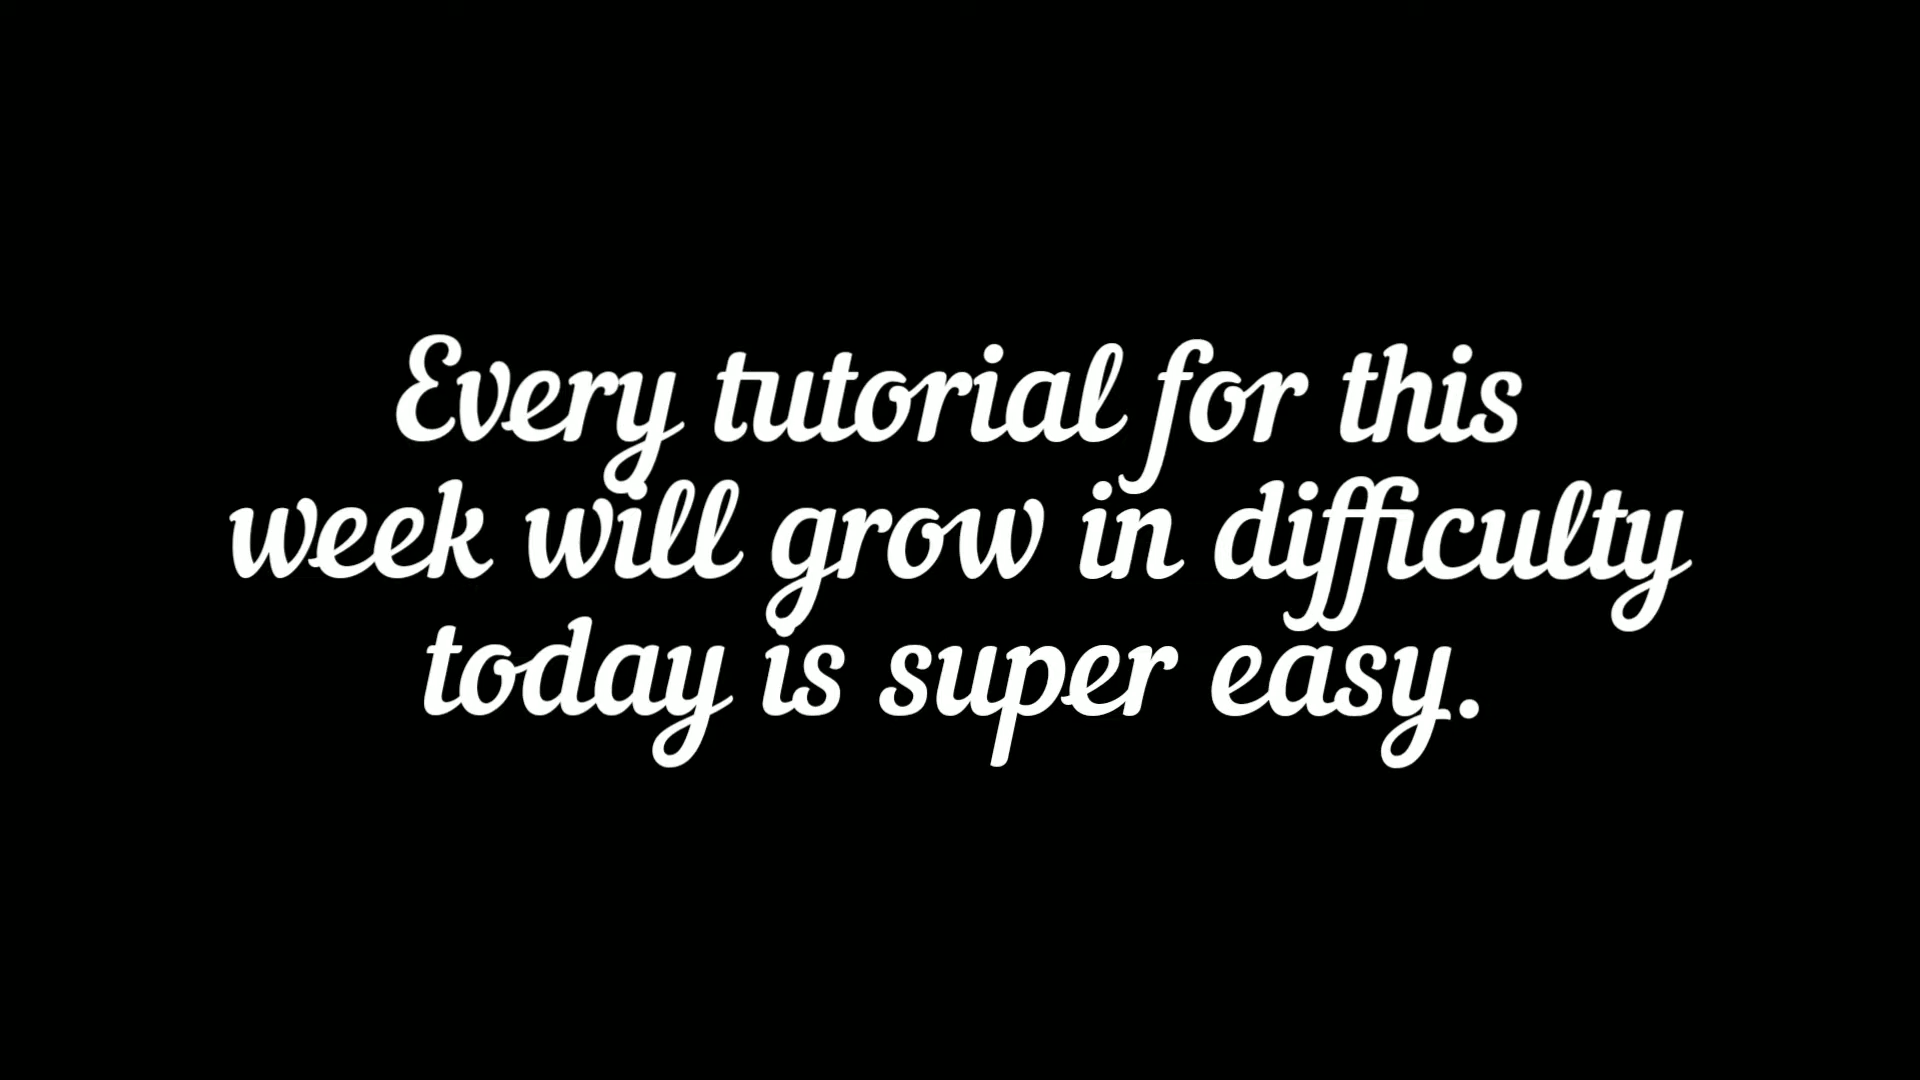 Every tutorial for this
week will grow in difficulty
today is super easy.